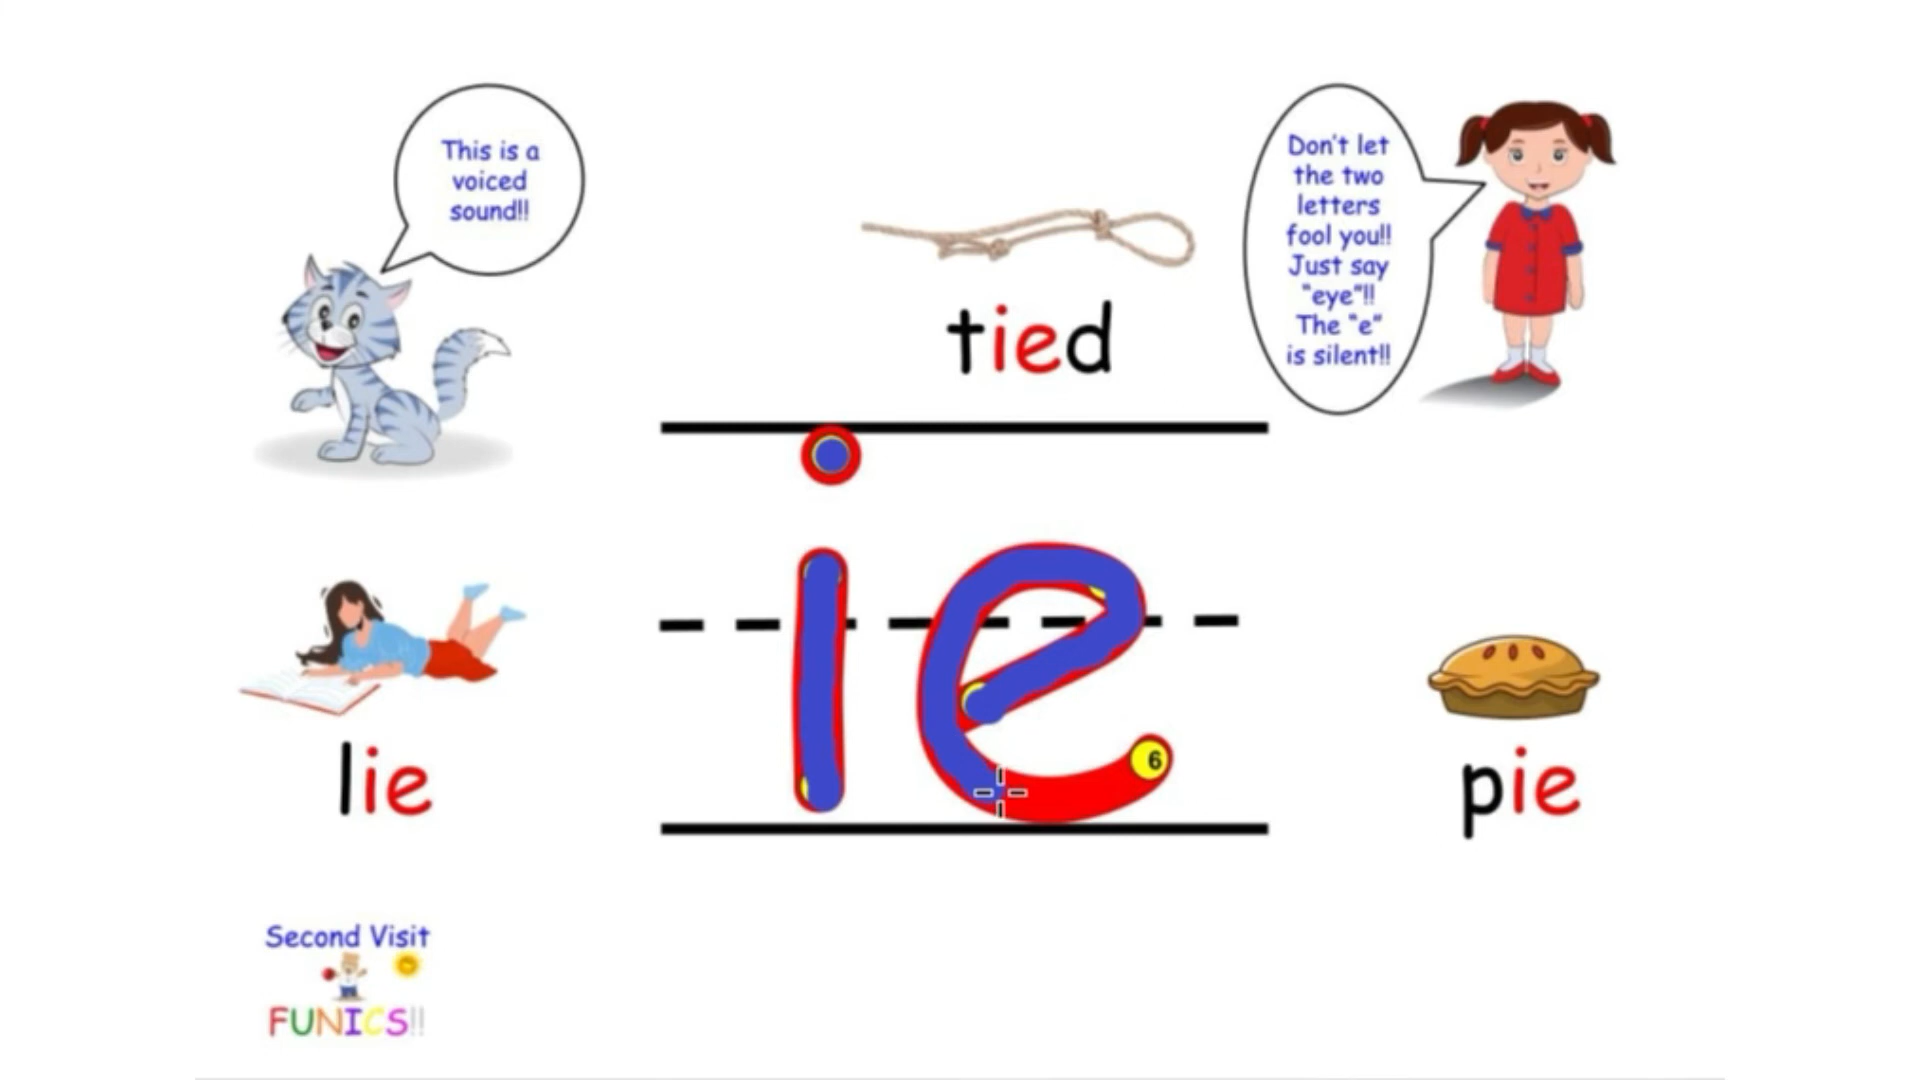 This is a
voiced
sound!!
tied
Don't let
the two
letters
fool you!!
Just say
"eye"!!
The "e"
is silent!!
ie
6
lie
pie
Second Visit
FUNICS!!